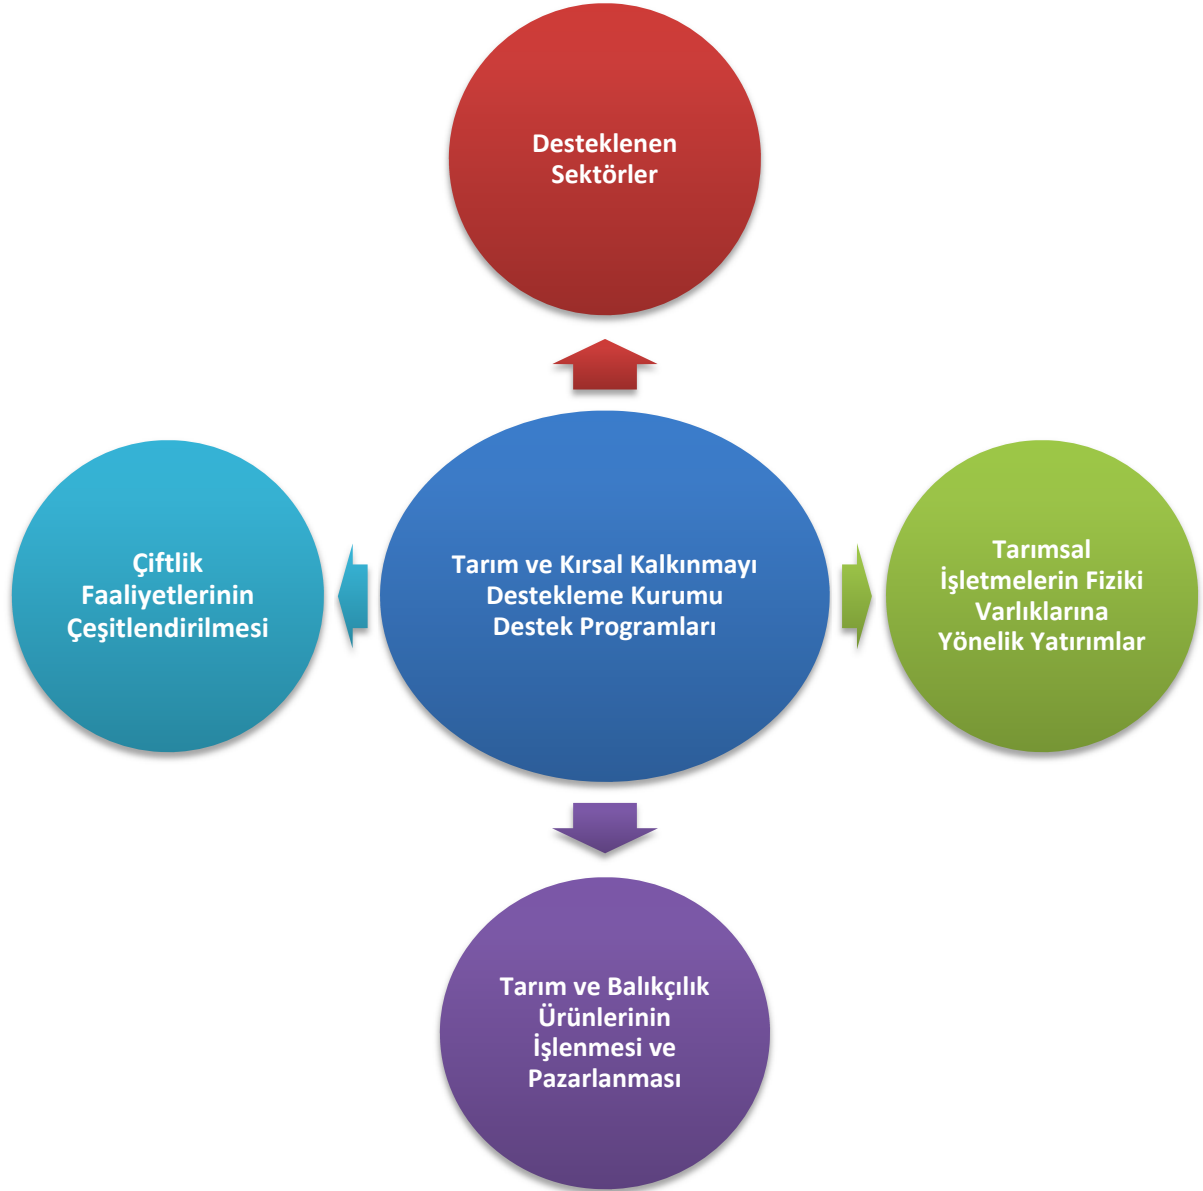 Desteklenen
Sektörler
Çiftlik
Faaliyetlerinin
Çeşitlendirilmesi
Tarım ve Kırsal Kalkınmayı
Destekleme Kurumu
Destek Programları
Tarımsal
İşletmelerin Fiziki
Varlıklarına
Yönelik Yatırımlar
Tarım ve Balıkçılık
Ürünlerinin
İşlenmesi ve
Pazarlanması